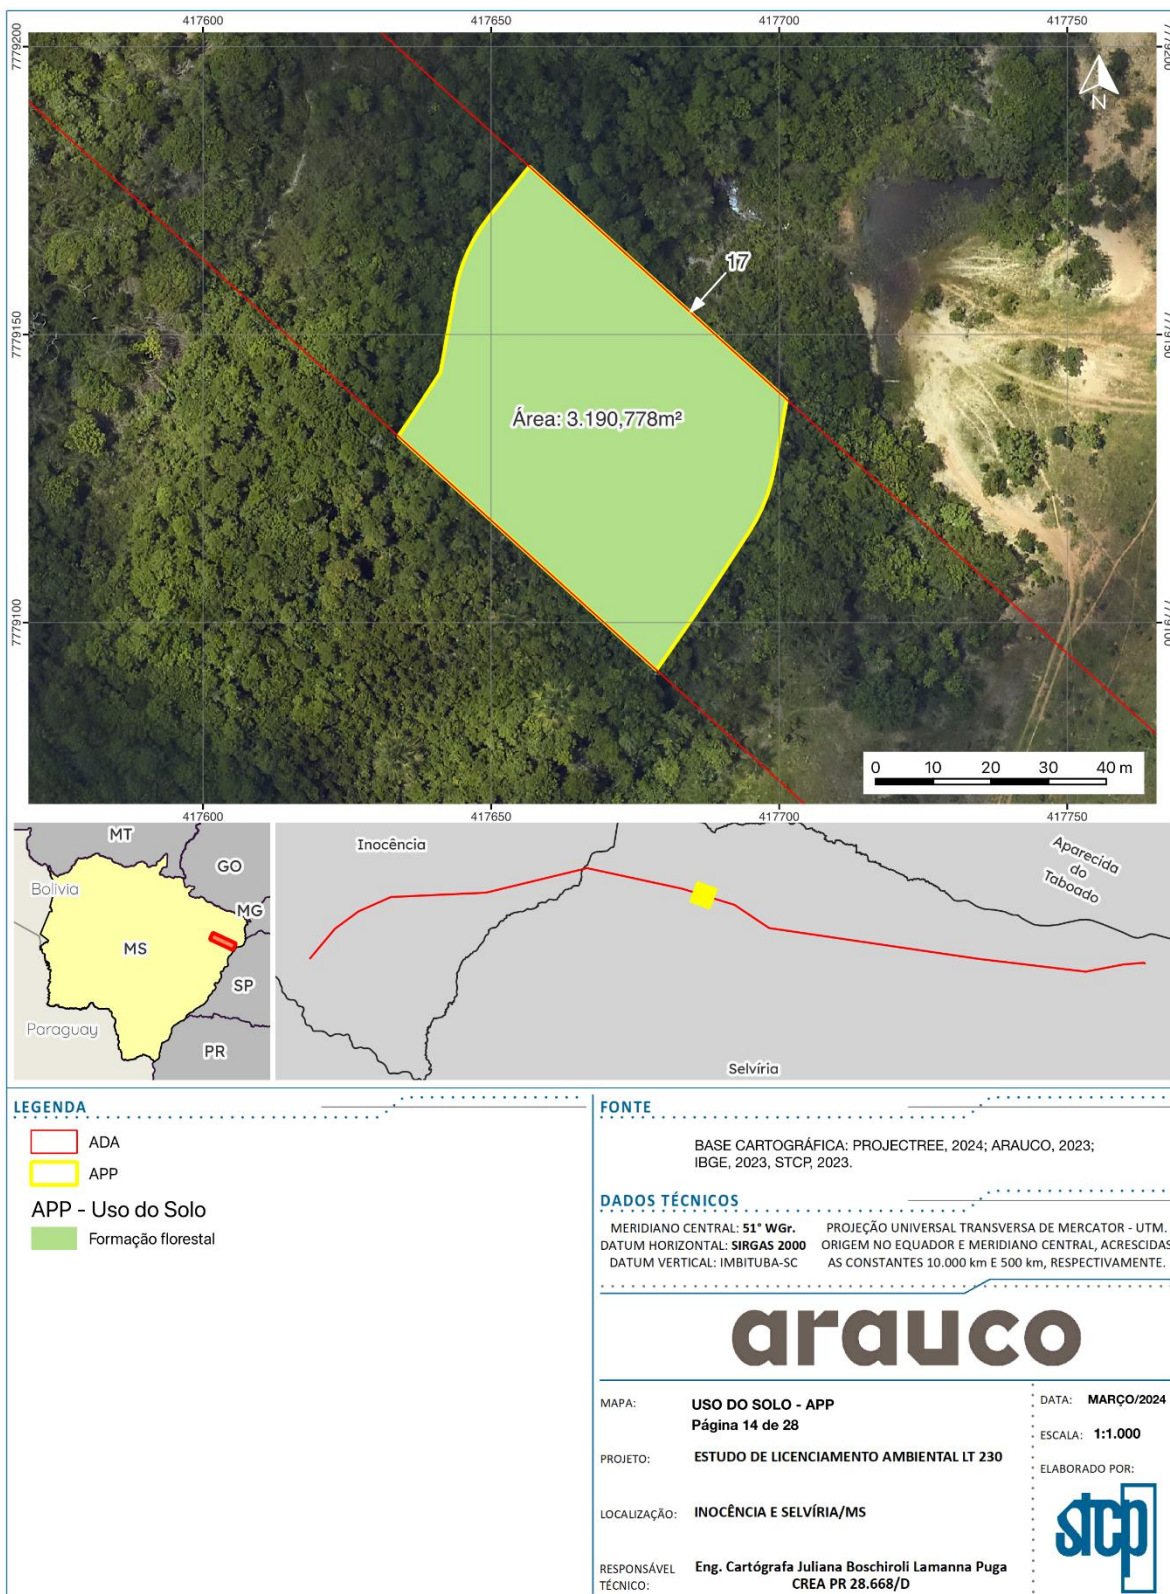 417600 417650 417700 417750
7779200
7779200
N
17
7779150
7779150
Área: 3.190,778m²
7779100
7779100
0 10 20 30 40 m
417600 417650 417700 417750
MT
GO
Bolivia
MG
MS
SP
Paraguay
PR
Inocência
Aparecida
do
Taboado
Selvíria
LEGENDA
ADA
APP
APP - Uso do Solo
Formação florestal
FONTE
BASE CARTOGRÁFICA: PROJECTREE, 2024; ARAUCO, 2023;
IBGE, 2023, STCP, 2023.
DADOS TÉCNICOS
MERIDIANO CENTRAL: 51° WGr.
DATUM HORIZONTAL: SIRGAS 2000
DATUM VERTICAL: IMBITUBA-SC
PROJEÇÃO UNIVERSAL TRANSVERSA DE MERCATOR - UTM.
ORIGEM NO EQUADOR E MERIDIANO CENTRAL, ACRESCIDAS
AS CONSTANTES 10.000 km E 500 km, RESPECTIVAMENTE.
arauco
MAPA: USO DO SOLO - APP
Página 14 de 28
PROJETO: ESTUDO DE LICENCIAMENTO AMBIENTAL LT 230
LOCALIZAÇÃO: INOCÊNCIA E SELVÍRIA/MS
RESPONSÁVEL
TÉCNICO:
Eng. Cartógrafa Juliana Boschiroli Lamanna Puga
CREA PR 28.668/D
DATA: MARÇO/2024
ESCALA: 1:1.000
ELABORADO POR:
stcp